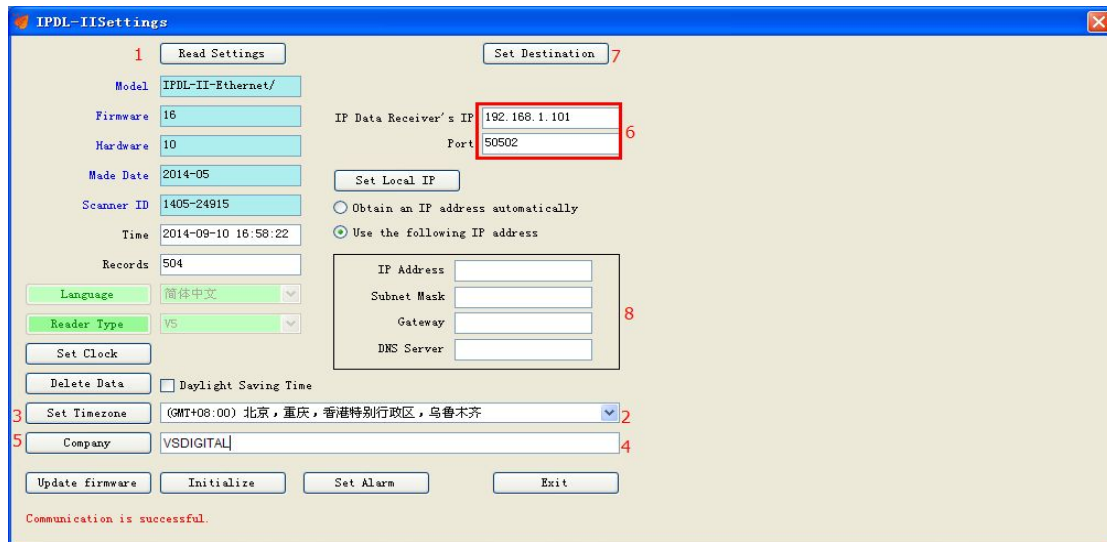 IPDL-IISettings
1 Read Settings Set Destination 7
Model IPDL-II-Ethernet/
Firmware 16 IP Data Receiver's IP 192.168.1.101
6
Hardware 10 Port 50502
Made Date 2014-05 Set Local IP
Scanner ID 1405-24915 Obtain an IP address automatically
Time 2014-09-10 16:58:22 Use the following IP address
Records 504 IP Address
Language 简体中文 Subnet Mask
8
Reader Type V5 Gateway
Set Clock DNS Server
Delete Data Daylight Saving Time
3 Set Timezone (GMT+08:00) 北京，重庆，香港特别行政区，乌鲁木齐 2
5 Company VSDIGITAL 4
Update firmware Initialize Set Alarm Exit
Communication is successful.